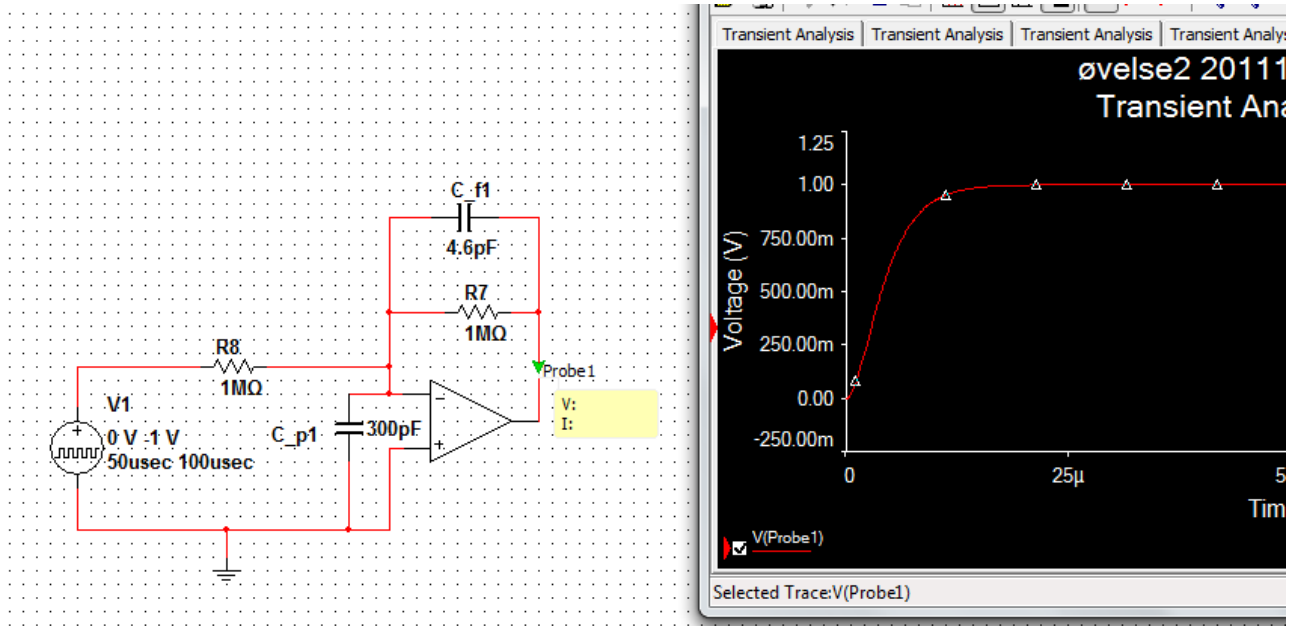 C_f1
4.6pF
R7
1MΩ
R8
1MΩ
Probe1
V1
V:
0 V -1 V
C_p1
300pF
I:
50usec 100usec
Transient Analysis
Transient Analysis
Transient Analysis
Transient Analys
øvelse2 20111
Transient Ana
1.25
1.00
750.00m
500.00m
250.00m
0.00
-250.00m
Voltage (V)
0
25µ
5
Tim
V(Probe1)
Selected Trace:V(Probe1)